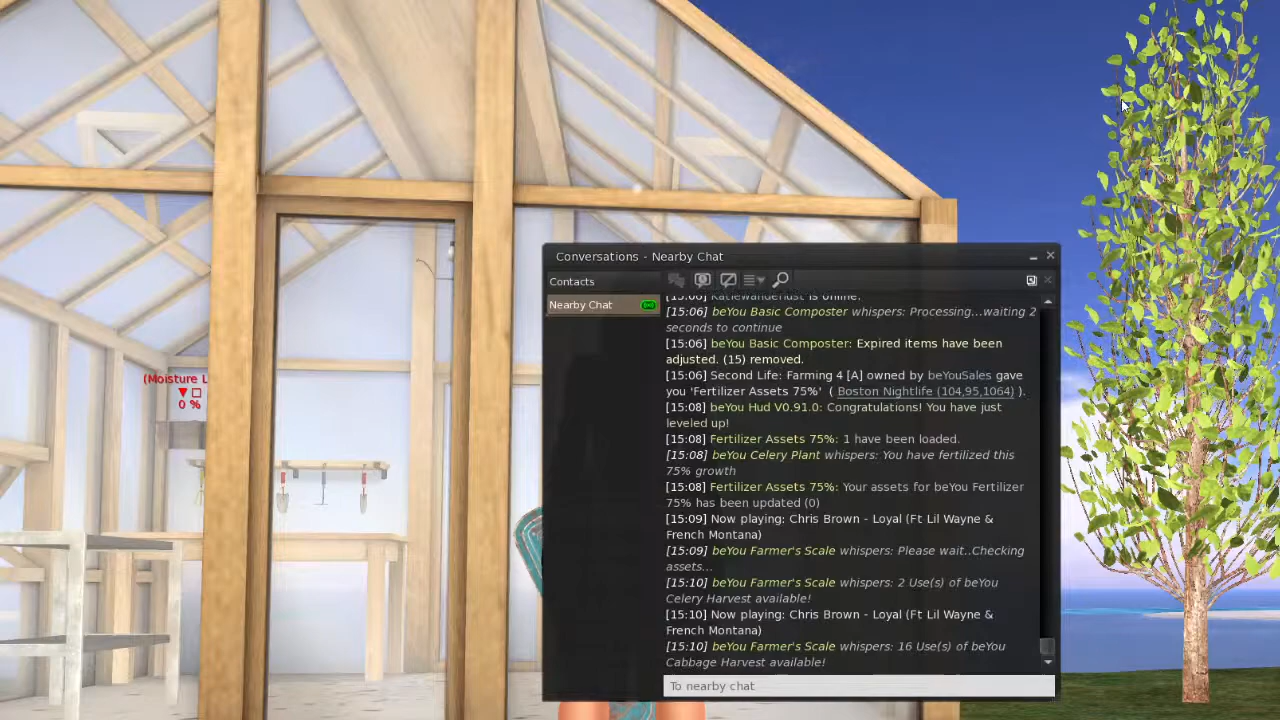 Conversations - Nearby Chat
Contacts
Nearby Chat
[15:06] Katiewanderlust is online.
[15:06] beYou Basic Composter whispers: Processing...waiting 2
seconds to continue
[15:06] beYou Basic Composter: Expired items have been
adjusted. (15) removed.
[15:06] Second Life: Farming 4 [A] owned by beYouSales gave
you 'Fertilizer Assets 75%'  ( Boston Nightlife (104,95,1064) ).
[15:08] beYou Hud V0.91.0: Congratulations! You have just
leveled up!
[15:08] Fertilizer Assets 75%: 1 have been loaded.
[15:08] beYou Celery Plant whispers: You have fertilized this
75% growth
[15:08] Fertilizer Assets 75%: Your assets for beYou Fertilizer
75% has been updated (0)
[15:09] Now playing: Chris Brown - Loyal (Ft Lil Wayne &
French Montana)
[15:09] beYou Farmer's Scale whispers: Please wait..Checking
assets...
[15:10] beYou Farmer's Scale whispers: 2 Use(s) of beYou
Celery Harvest available!
[15:10] Now playing: Chris Brown - Loyal (Ft Lil Wayne &
French Montana)
[15:10] beYou Farmer's Scale whispers: 16 Use(s) of beYou
Cabbage Harvest available!
To nearby chat
(Moisture L
▼ □
0 %